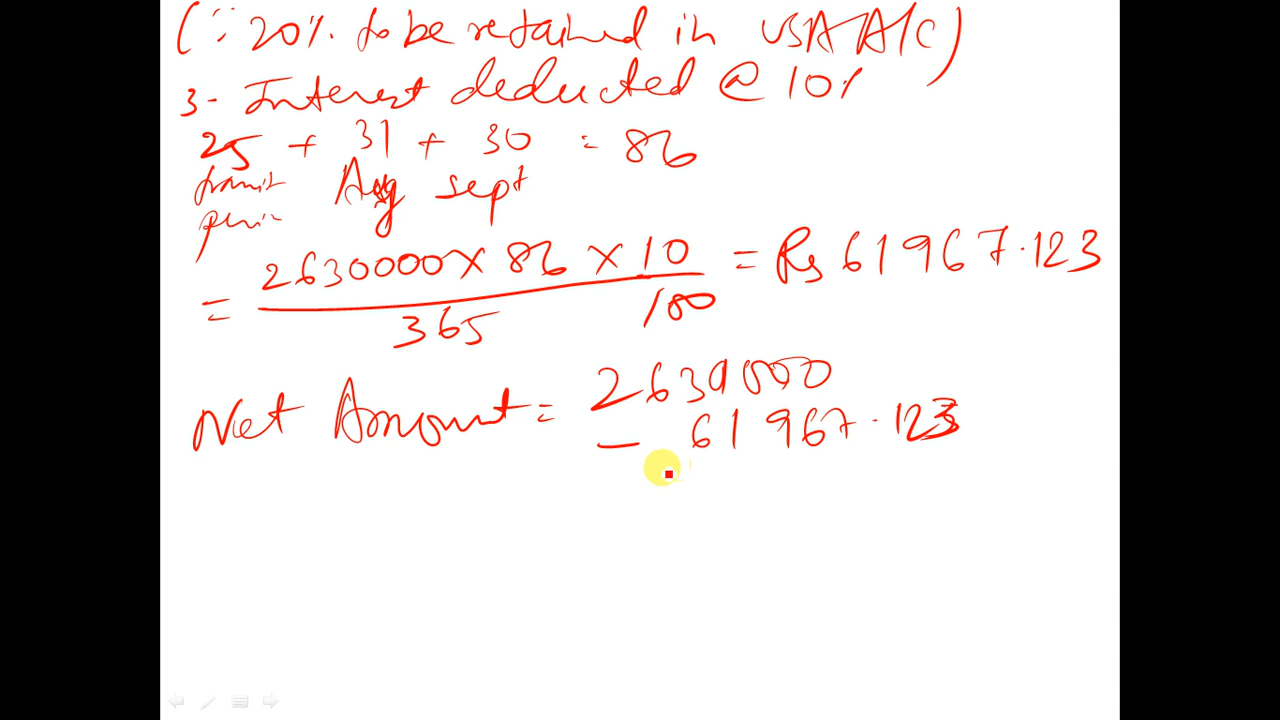 (∵ 20% to be retained in USA A/c)
3- Interest deducted @ 10%
25 + 31 + 30 = 86
transit Aug sept
= 2630000 × 86 × 10 = Rs 61967.123
365 100
Net Amount = 2630000
- 61967.123